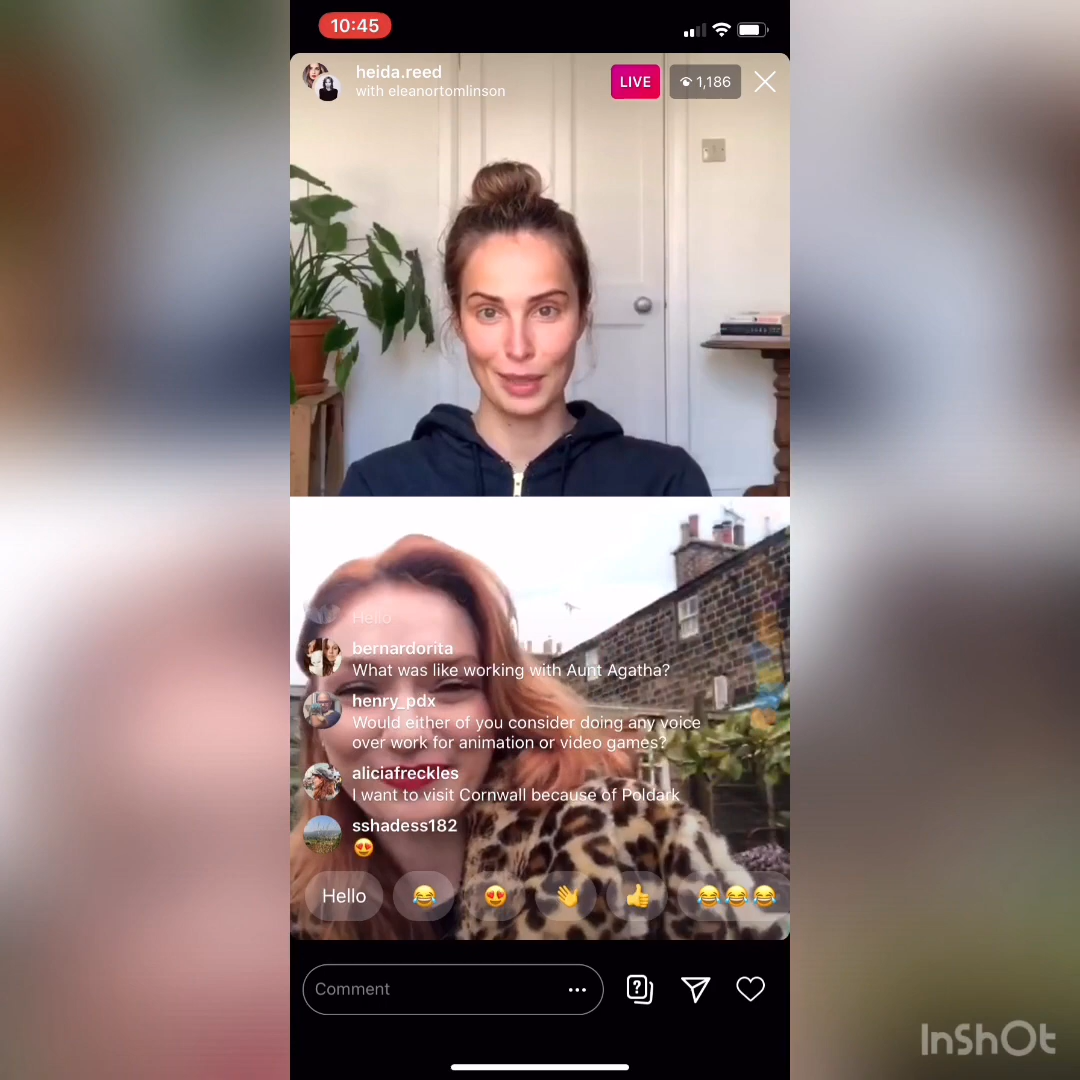 10:45
heida.reed
with eleanortomlinson
LIVE
1,186
Hello
bernardorita
What was like working with Aunt Agatha?
henry_pdx
Would either of you consider doing any voice
over work for animation or video games?
aliciafreckles
I want to visit Cornwall because of Poldark
sshadess182
😍
Hello 😂 😍 👋 👍 😂😂😂
Comment
InShOt